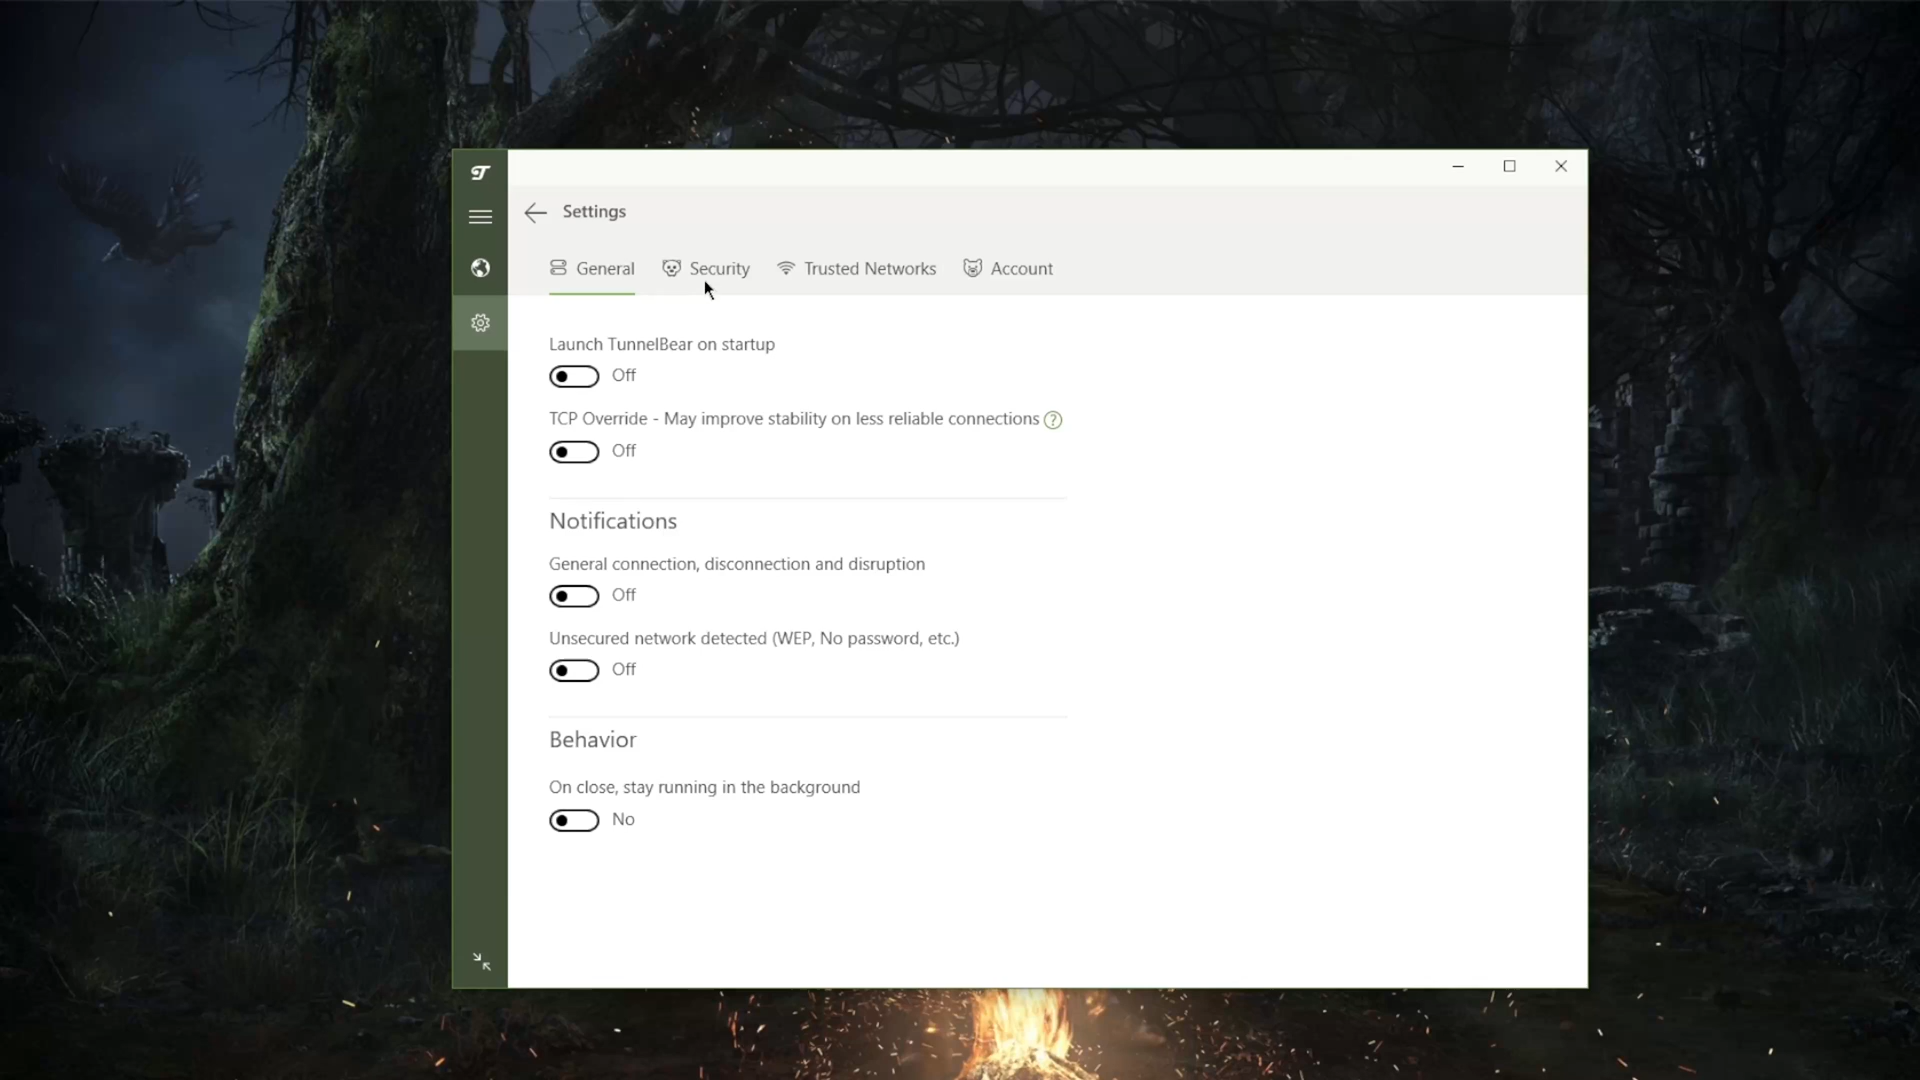 Settings
General
Security
Trusted Networks
Account
Launch TunnelBear on startup
Off
TCP Override - May improve stability on less reliable connections ?
Off
Notifications
General connection, disconnection and disruption
Off
Unsecured network detected (WEP, No password, etc.)
Off
Behavior
On close, stay running in the background
No